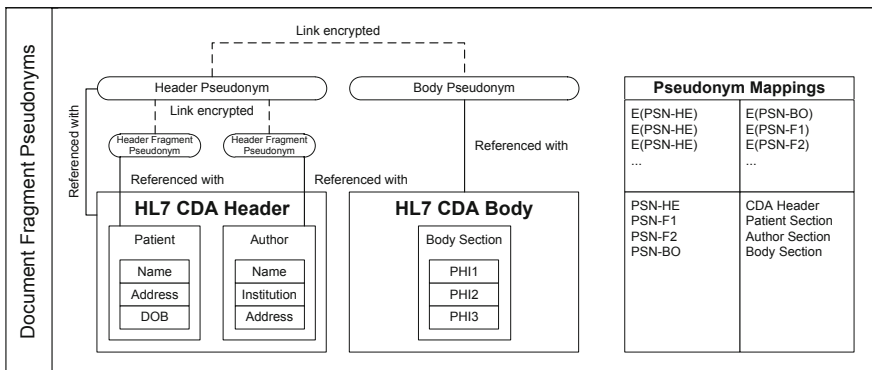 Document Fragment Pseudonyms
Link encrypted
Header Pseudonym
Body Pseudonym
Link encrypted
Header Fragment
Pseudonym
Header Fragment
Pseudonym
Referenced with
Referenced with
Referenced with
Referenced with
HL7 CDA Header
Patient
Name
Address
DOB
Author
Name
Institution
Address
HL7 CDA Body
Body Section
PHI1
PHI2
PHI3
Pseudonym Mappings
E(PSN-HE) E(PSN-BO)
E(PSN-HE) E(PSN-F1)
E(PSN-HE) E(PSN-F2)
... ...
PSN-HE CDA Header
PSN-F1 Patient Section
PSN-F2 Author Section
PSN-BO Body Section